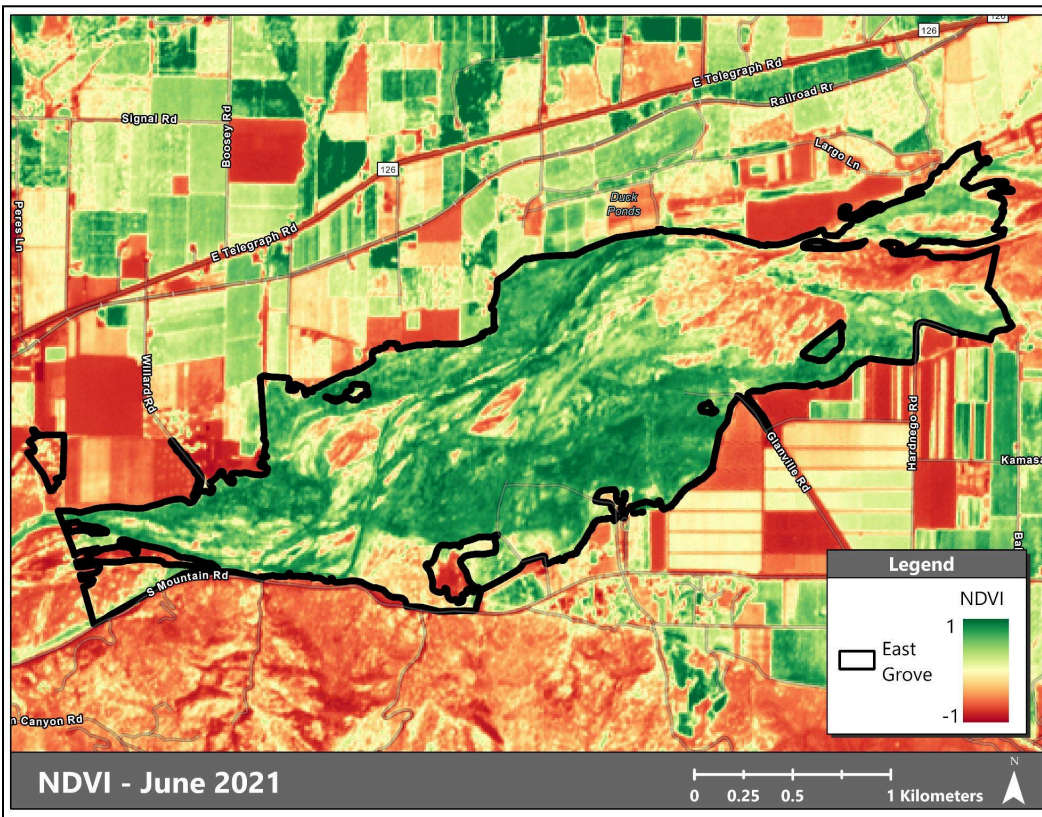 126
126
E Telegraph Rd
Railroad Rr
Signal Rd
Boosey Rd
Largo Ln
126
Duck
Ponds
Peres Ln
E Telegraph Rd
Willard Rd
Hardnego Rd
Glanville Rd
Kamasa
Bal
S Mountain Rd
n Canyon Rd
Legend
NDVI
1
-1
East
Grove
NDVI - June 2021
0
0.25
0.5
1 Kilometers
N